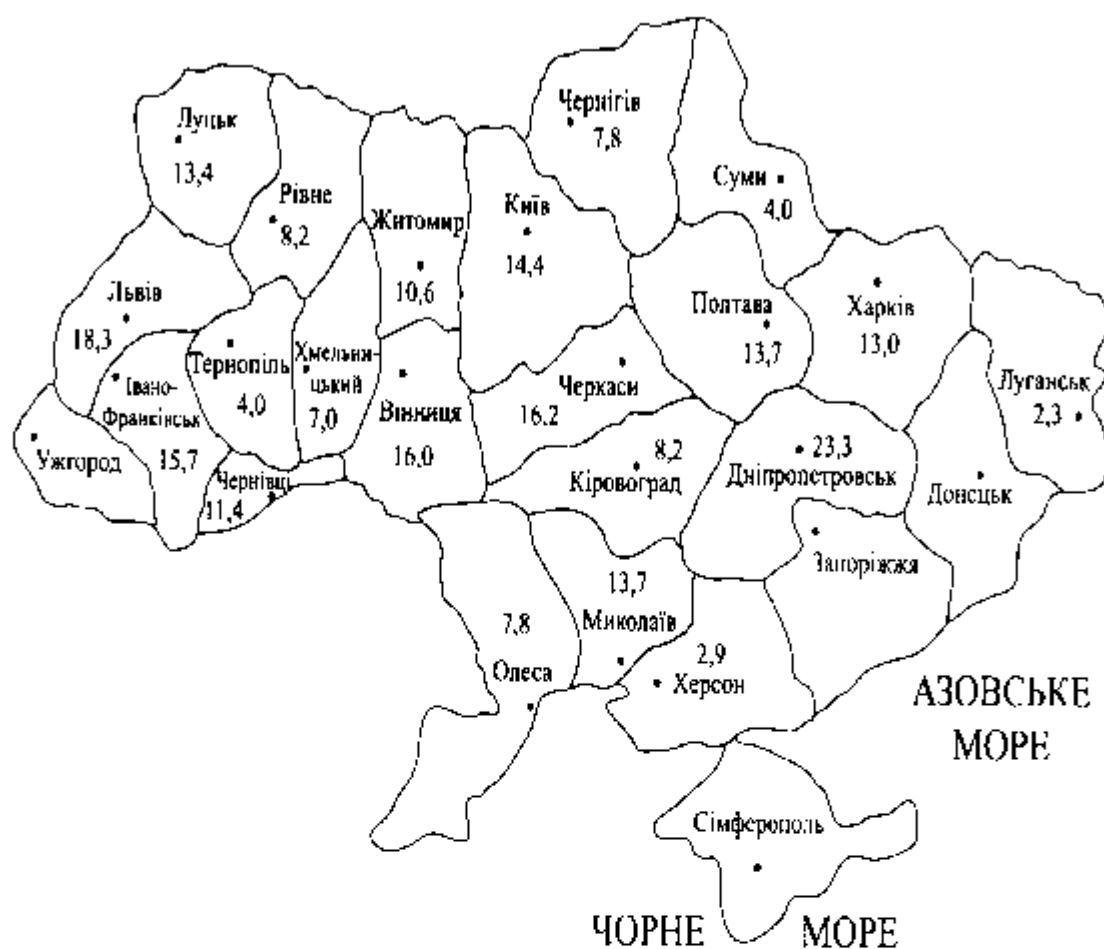 Чернігів
7,8
Луцьк
13,4
Суми
4,0
Рівне
8,2
Житомир
10,6
Київ
14,4
Львів
18,3
Полтава
13,7
Харків
13,0
Тернопіль
4,0
Хмельни-
цький
7,0
Черкаси
16,2
Луганськ
2,3
Івано-
Франківськ
15,7
Вінниця
16,0
Ужгород
8,2
Кіровоград
23,3
Дніпропетровськ
Донецьк
Чернівці
11,4
Запоріжжя
13,7
Миколаїв
7,8
Одеса
2,9
Херсон
АЗОВСЬКЕ
МОРЕ
Сімферополь
ЧОРНЕ МОРЕ